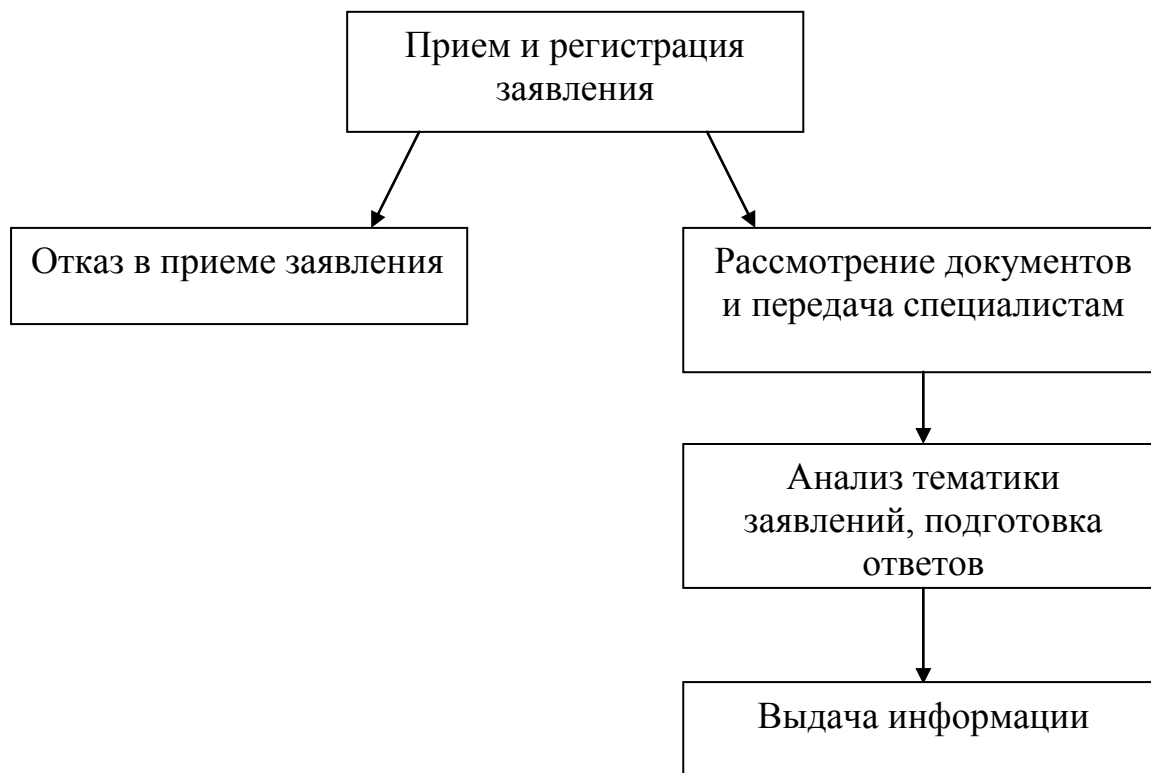 Прием и регистрация
заявления
Отказ в приеме заявления
Рассмотрение документов
и передача специалистам
Анализ тематики
заявлений, подготовка
ответов
Выдача информации